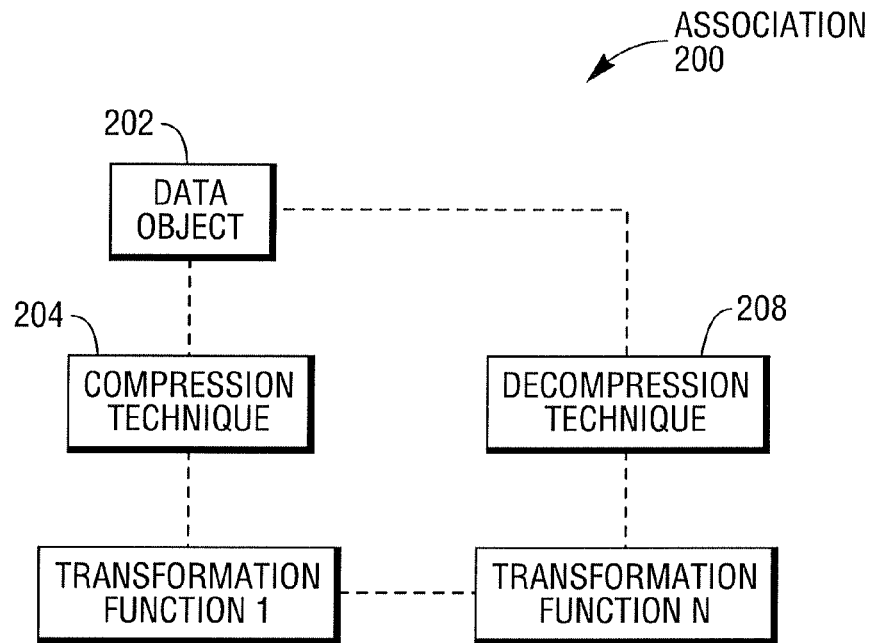 ASSOCIATION
200
202
DATA
OBJECT
204
COMPRESSION
TECHNIQUE
208
DECOMPRESSION
TECHNIQUE
TRANSFORMATION
FUNCTION 1
TRANSFORMATION
FUNCTION N